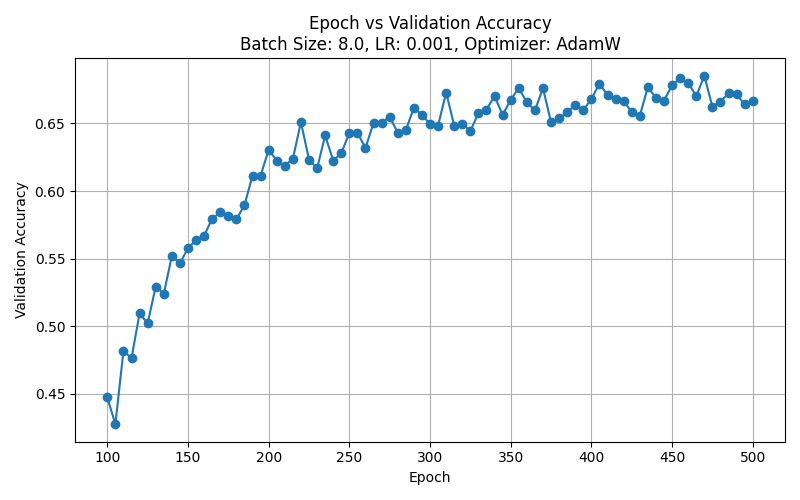 Epoch vs Validation Accuracy
Batch Size: 8.0, LR: 0.001, Optimizer: AdamW
Validation Accuracy
0.65
0.60
0.55
0.50
0.45
100 150 200 250 300 350 400 450 500
Epoch